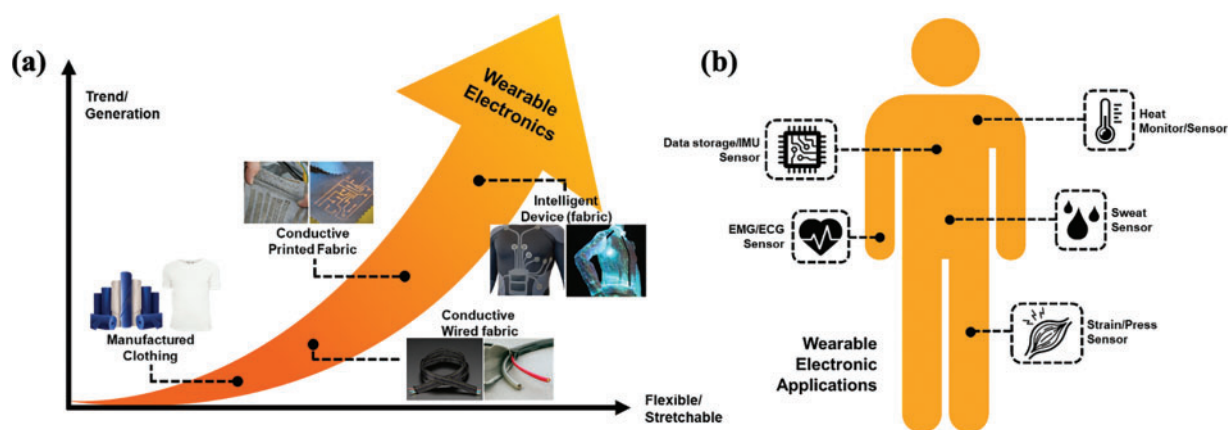 (a)
Trend/
Generation
Wearable
Electronics
Conductive
Printed Fabric
Intelligent
Device (fabric)
Manufactured
Clothing
Conductive
Wired fabric
Flexible/
Stretchable
(b)
Data storage/IMU
Sensor
Heat
Monitor/Sensor
EMG/ECG
Sensor
Sweat
Sensor
Strain/Press
Sensor
Wearable
Electronic
Applications